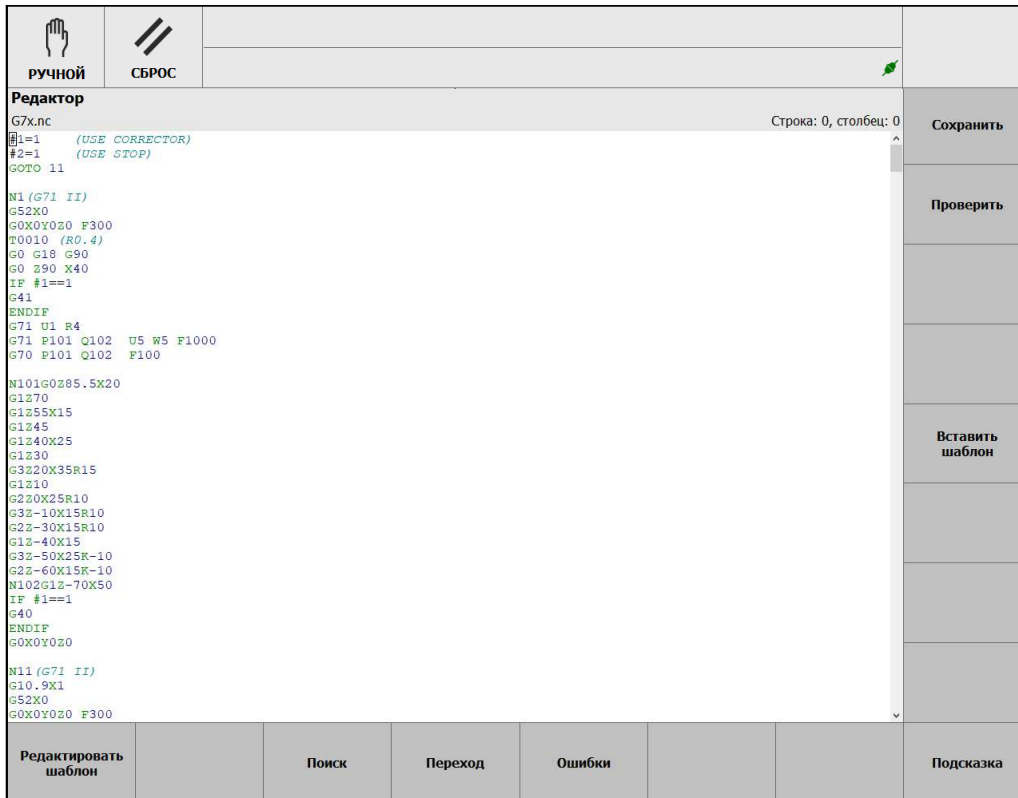 РУЧНОЙ
СБРОС
Редактор
G7x.nc
Строка: 0, столбец: 0
#1=1 (USE CORRECTOR)
#2=1 (USE STOP)
GOTO 11
N1(G71 II)
G52X0
G0X0Y0Z0 F300
T0010 (R0.4)
G0 G18 G90
G0 Z90 X40
IF #1==1
G41
ENDIF
G71 U1 R4
G71 P101 Q102 U5 W5 F1000
G70 P101 Q102 F100
N101G0Z85.5X20
G1Z70
G1Z55X15
G1Z45
G1Z40X25
G1Z30
G3Z20X35R15
G1Z10
G2Z0X25R10
G3Z-10X15R10
G2Z-30X15R10
G1Z-40X15
G3Z-50X25K-10
G2Z-60X15K-10
N102G1Z-70X50
IF #1==1
G40
ENDIF
G0X0Y0Z0
N11(G71 II)
G10.9X1
G52X0
G0X0Y0Z0 F300
Сохранить
Проверить
Вставить
шаблон
Редактировать
шаблон
Поиск
Переход
Ошибки
Подсказка